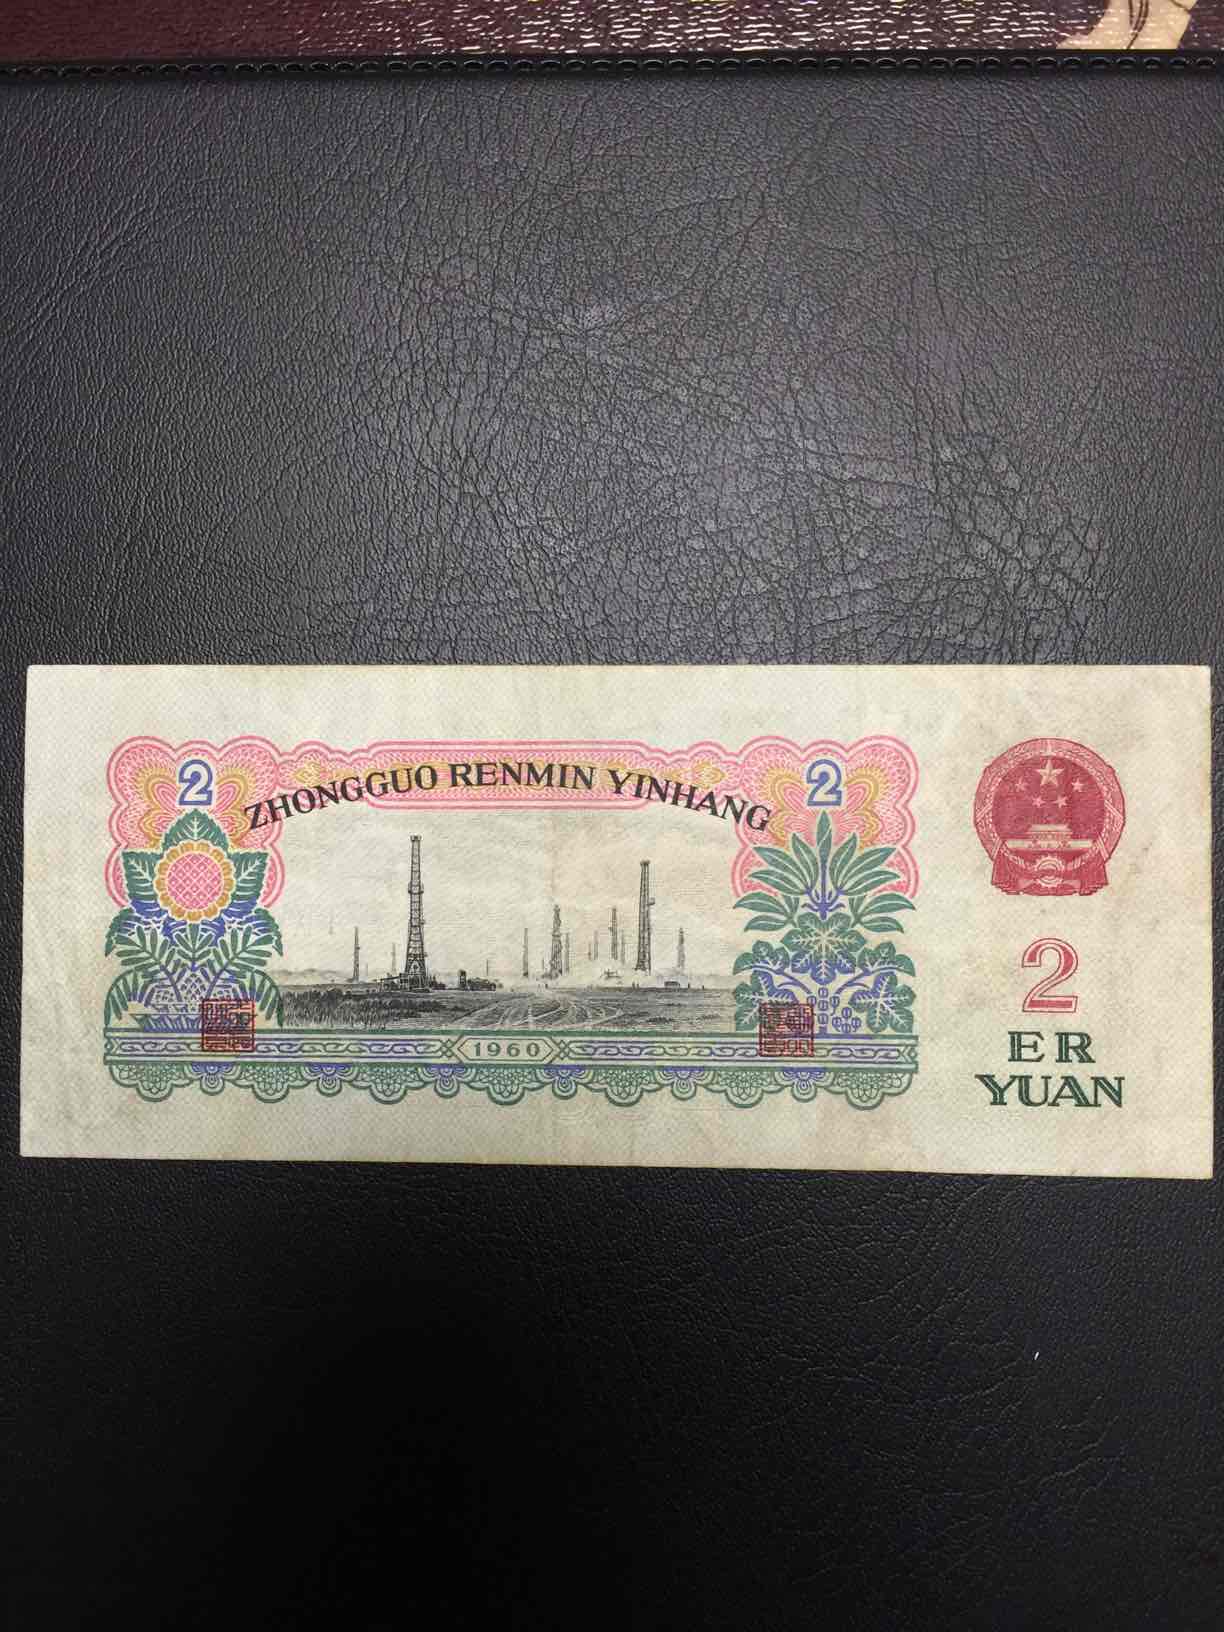 2
2
ZHONGGUO RENMIN YINHANG
1960
2
ER
YUAN